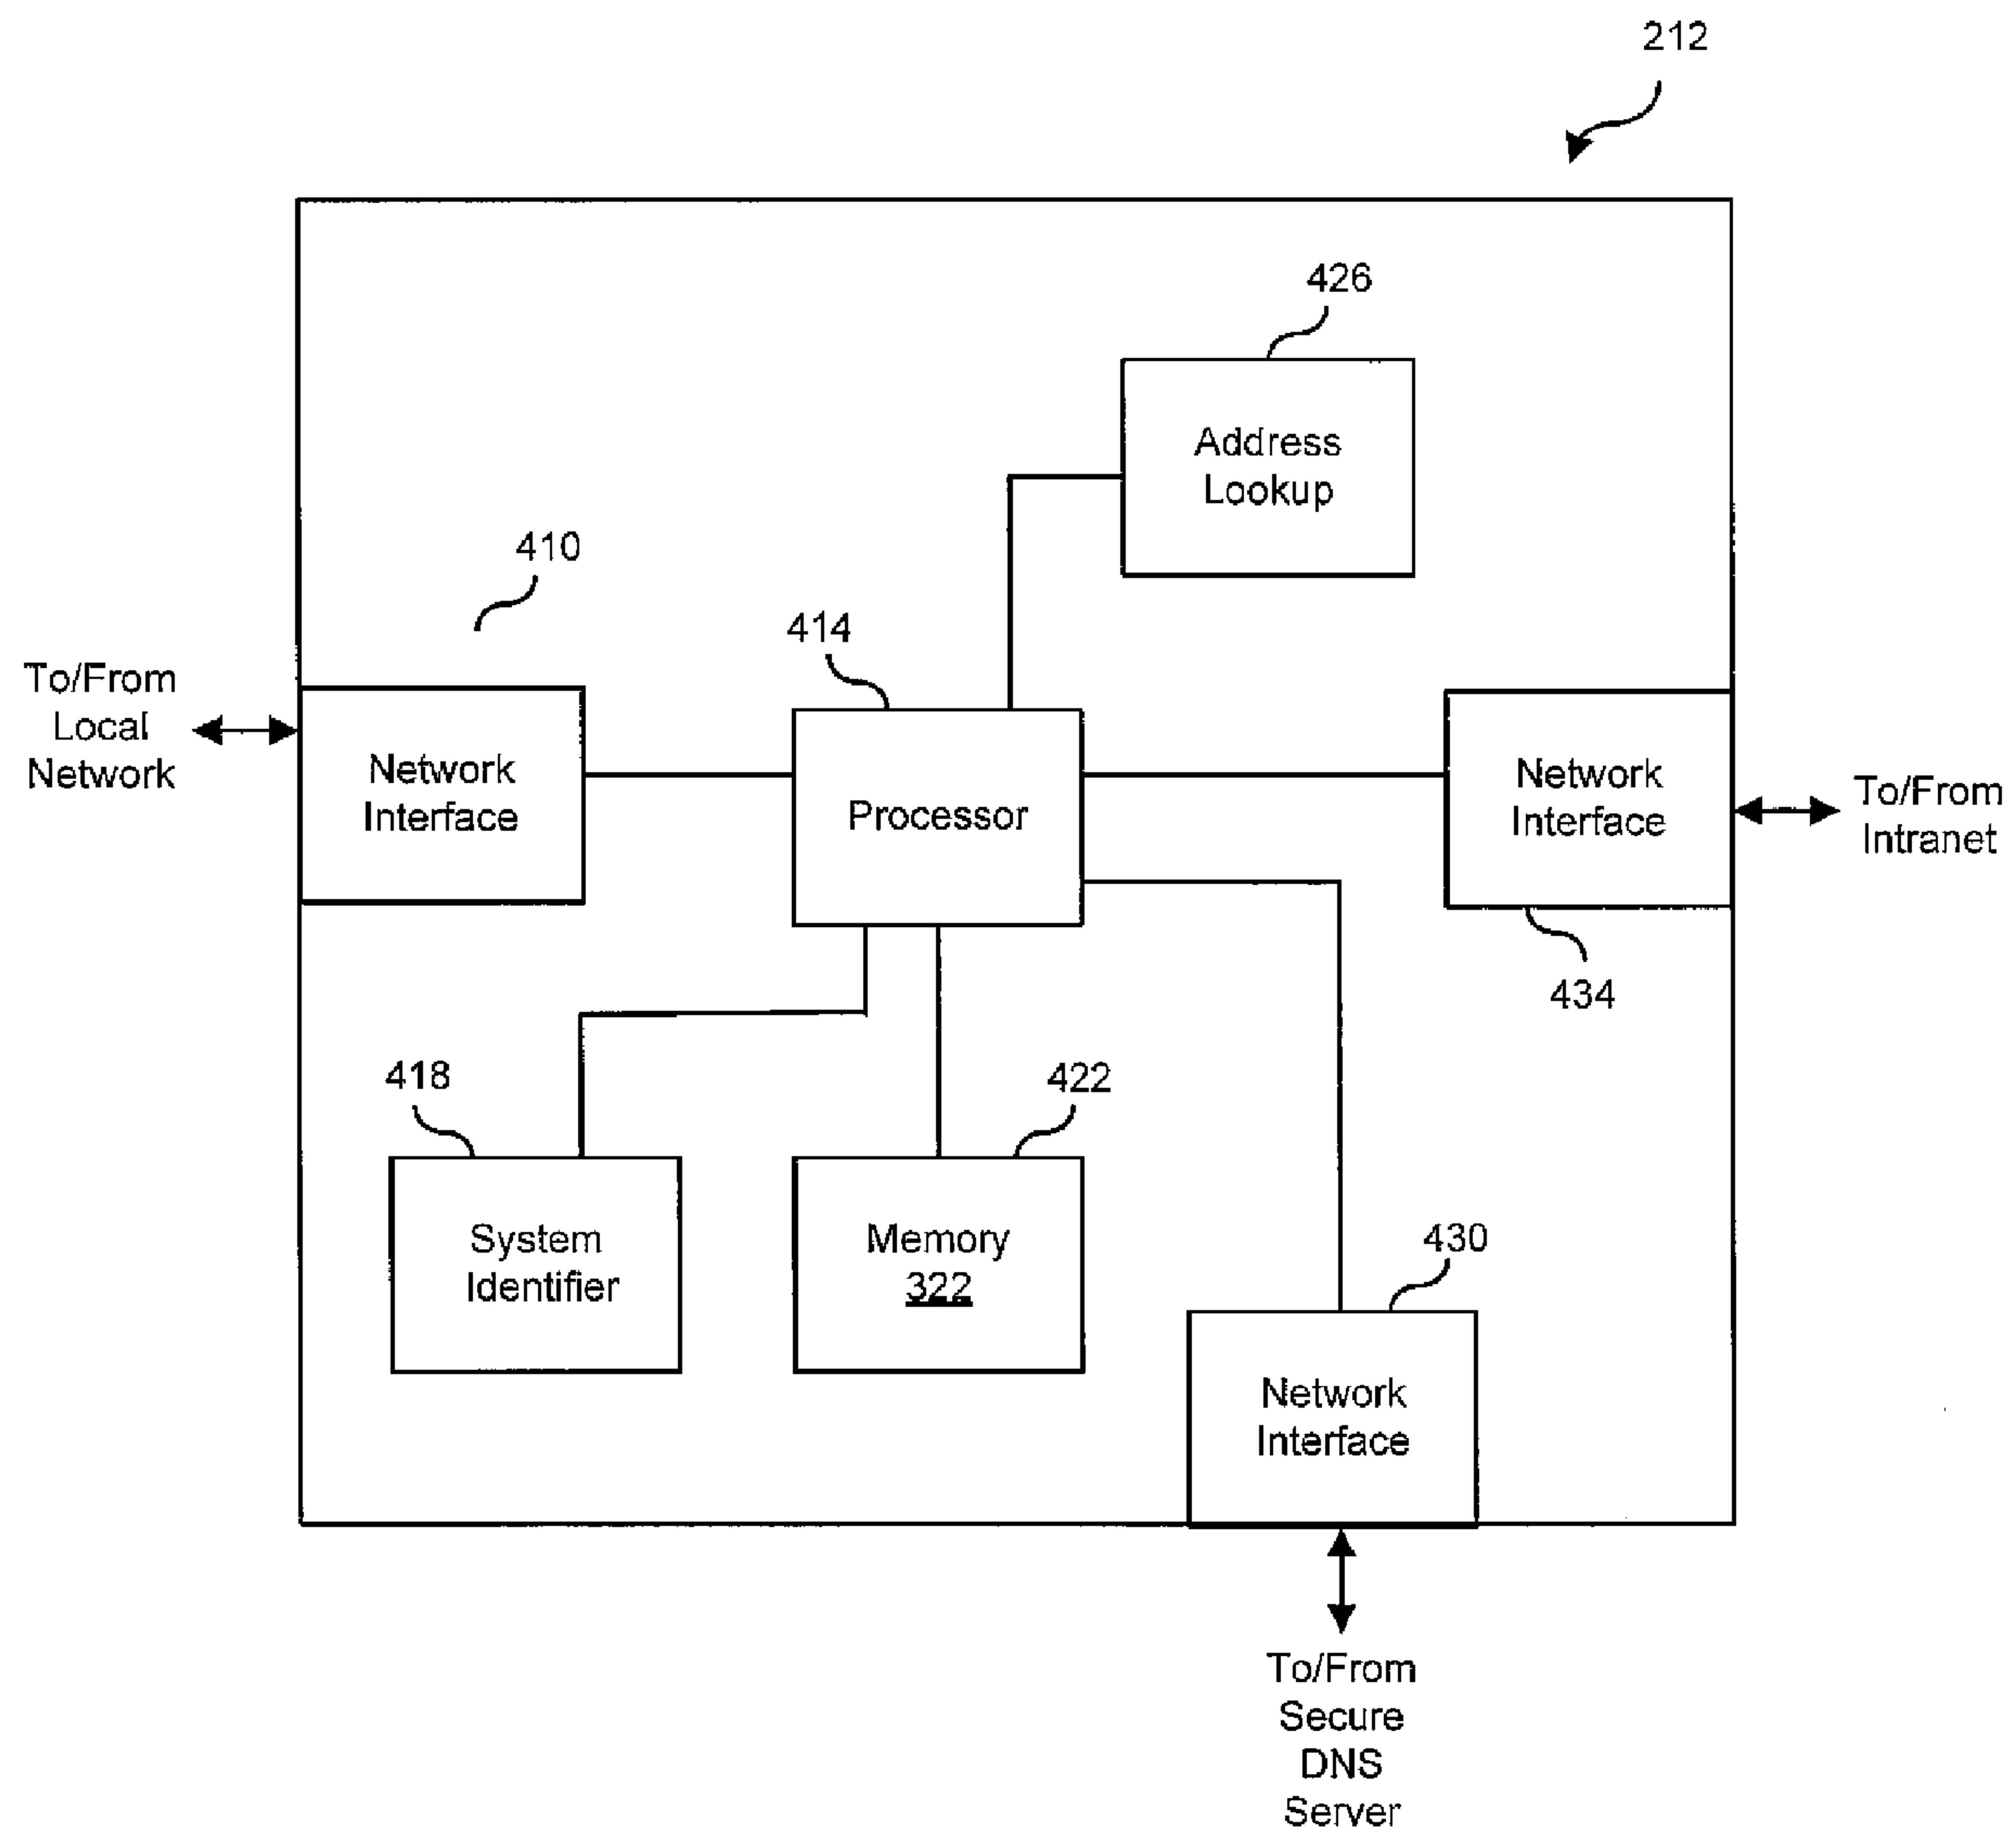 212
426
Address
Lookup
410
414
To/From
Local
Network
Network
Interface
Processor
Network
Interface
To/From
Intranet
434
418
422
System
Identifier
Memory
322
430
Network
Interface
To/From
Secure
DNS
Server